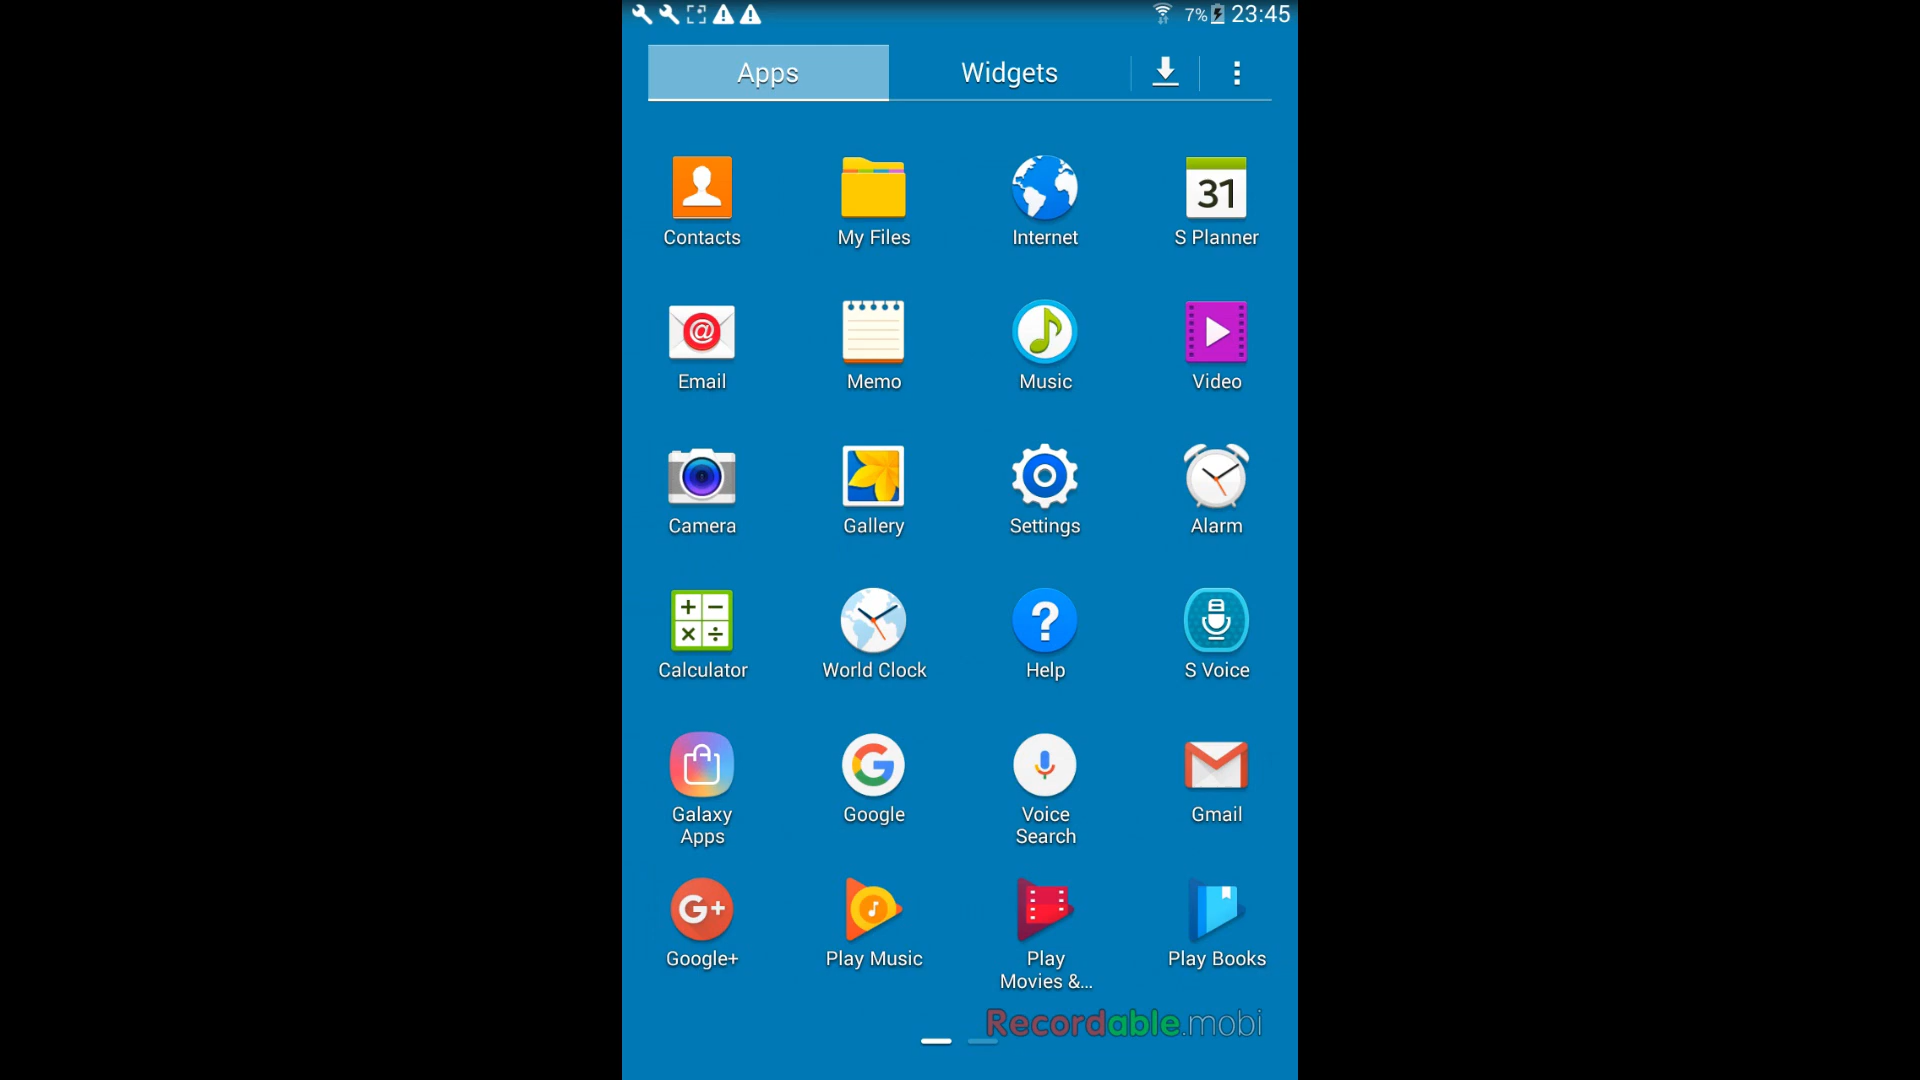 7% 23:45
Apps Widgets
31
Contacts My Files Internet S Planner
@
Email Memo Music Video
Camera Gallery Settings Alarm
+ −
× ÷
?
Calculator World Clock Help S Voice
G
Galaxy Google Voice Gmail
Apps Search
G+
Google+ Play Music Play Play Books
Movies &...
Recordable.mobi